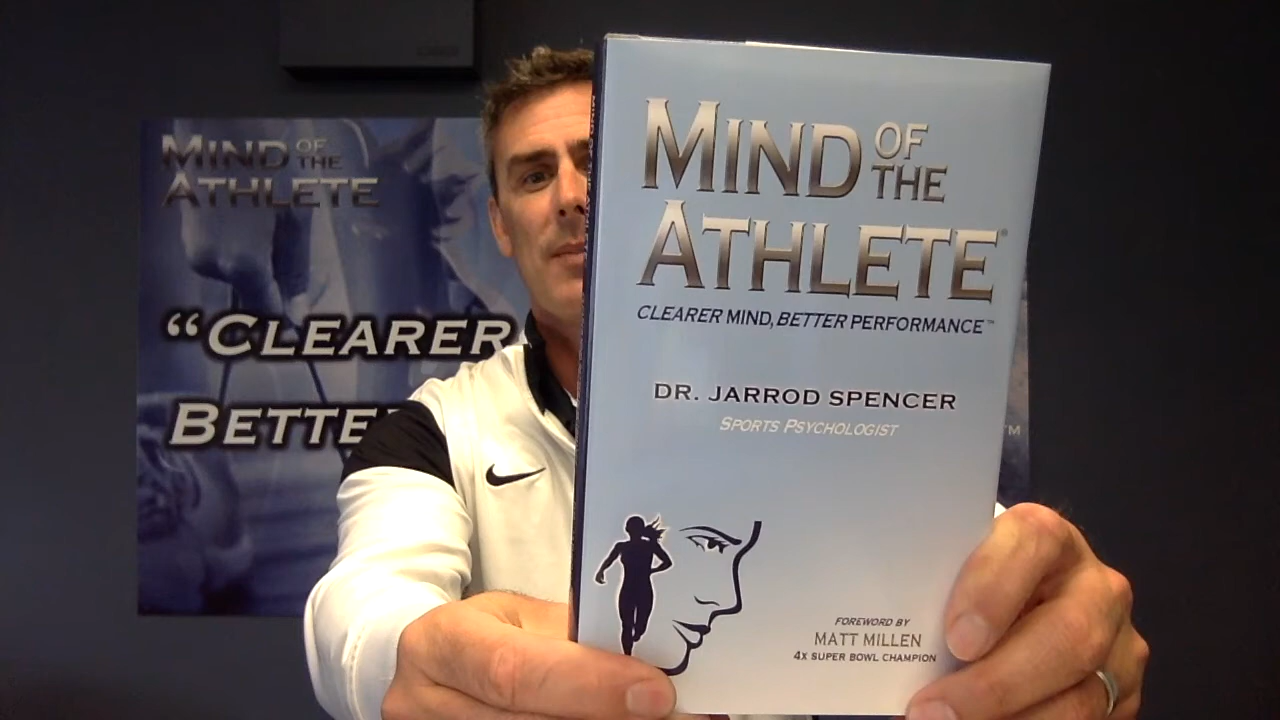 MIND OF THE
ATHLETE
"CLEARER
BETTE
MIND OF THE
ATHLETE®
CLEARER MIND, BETTER PERFORMANCE™
DR. JARROD SPENCER
SPORTS PSYCHOLOGIST
FOREWORD BY
MATT MILLEN
4X SUPER BOWL CHAMPION
TM